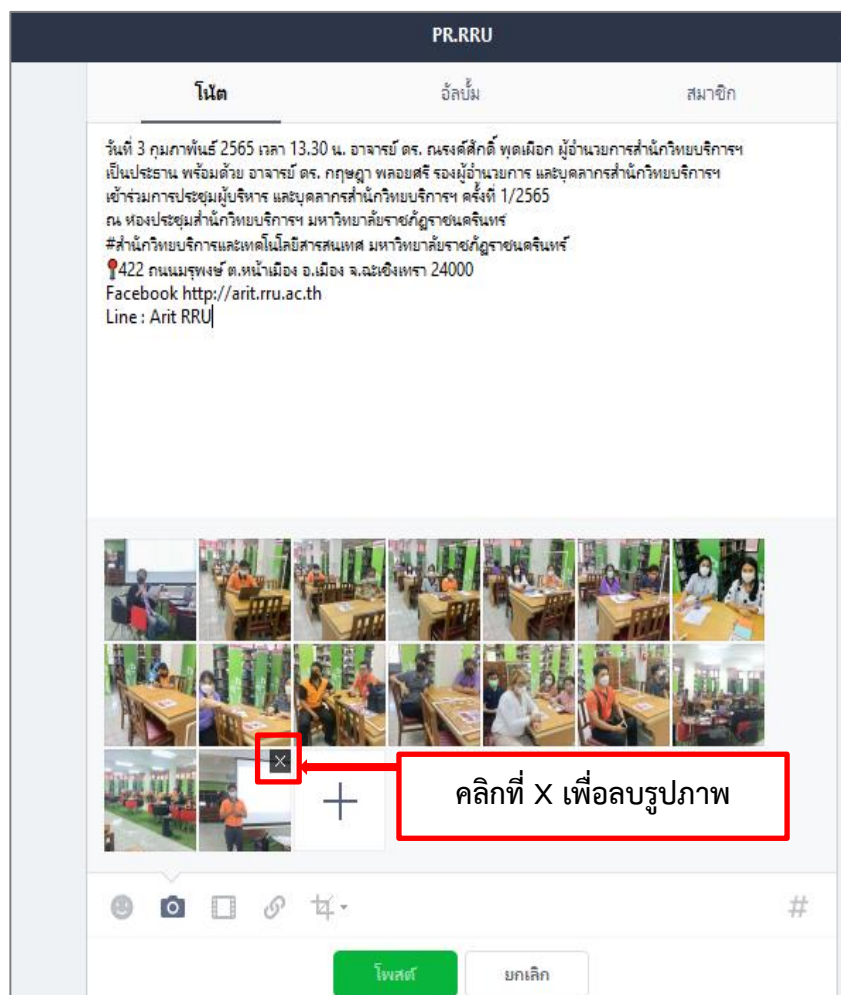 PR.RRU
โน้ต
อัลบั้ม
สมาชิก
วันที่ 3 กุมภาพันธ์ 2565 เวลา 13.30 น. อาจารย์ ดร. ณรงค์ศักดิ์ พุดเผือก ผู้อำนวยการสำนักวิทยบริการฯ
เป็นประธาน พร้อมด้วย อาจารย์ ดร. กฤษฎา พลอยศรี รองผู้อำนวยการ และบุคลากรสำนักวิทยบริการฯ
เข้าร่วมการประชุมผู้บริหาร และบุคลากรสำนักวิทยบริการฯ ครั้งที่ 1/2565
ณ ห้องประชุมสำนักวิทยบริการฯ มหาวิทยาลัยราชภัฏราชนครินทร์
#สำนักวิทยบริการและเทคโนโลยีสารสนเทศ มหาวิทยาลัยราชภัฏราชนครินทร์
📍422 ถนนมรุพงษ์ ต.หน้าเมือง อ.เมือง จ.ฉะเชิงเทรา 24000
Facebook http://arit.rru.ac.th
Line : Arit RRU
X
คลิกที่ X เพื่อลบรูปภาพ
#
โพสต์
ยกเลิก